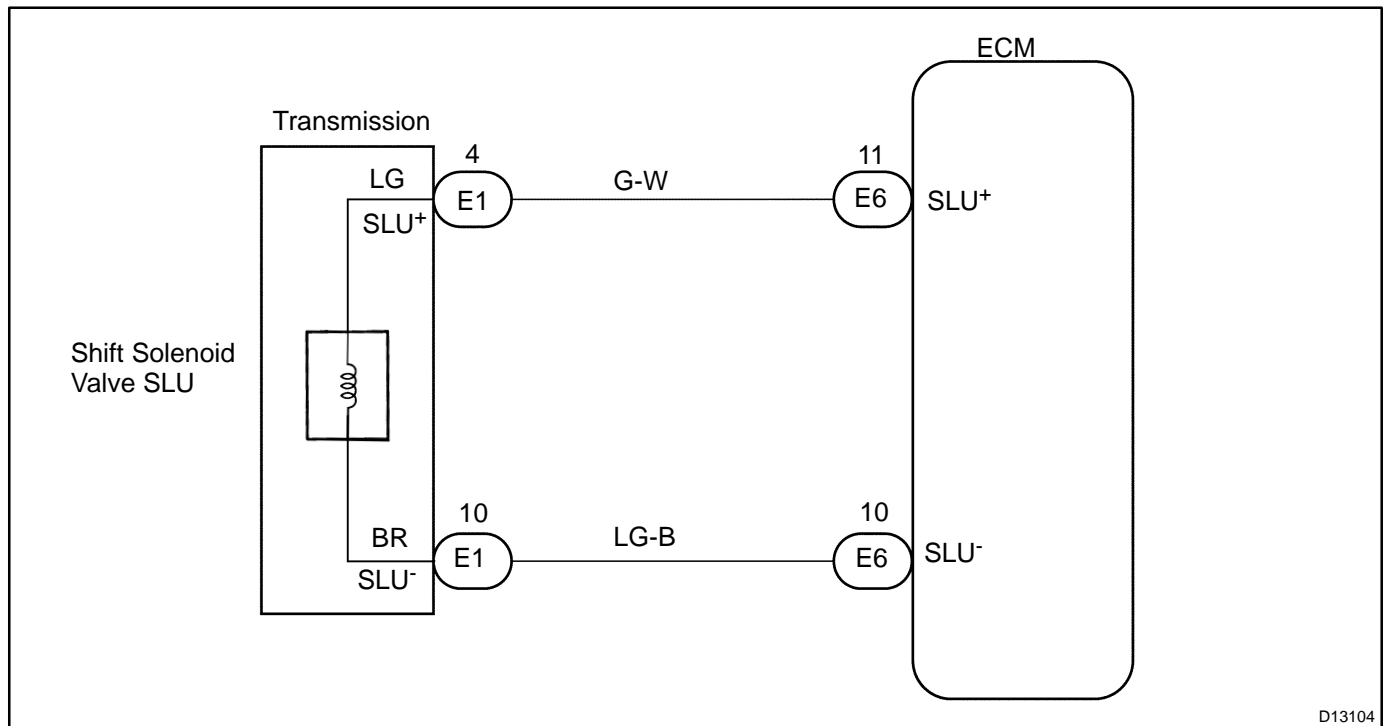 ECM
Transmission
4
11
LG
E1
G-W
E6
SLU+
SLU+
Shift Solenoid
Valve SLU
10
10
BR
E1
LG-B
E6
SLU-
SLU-
D13104